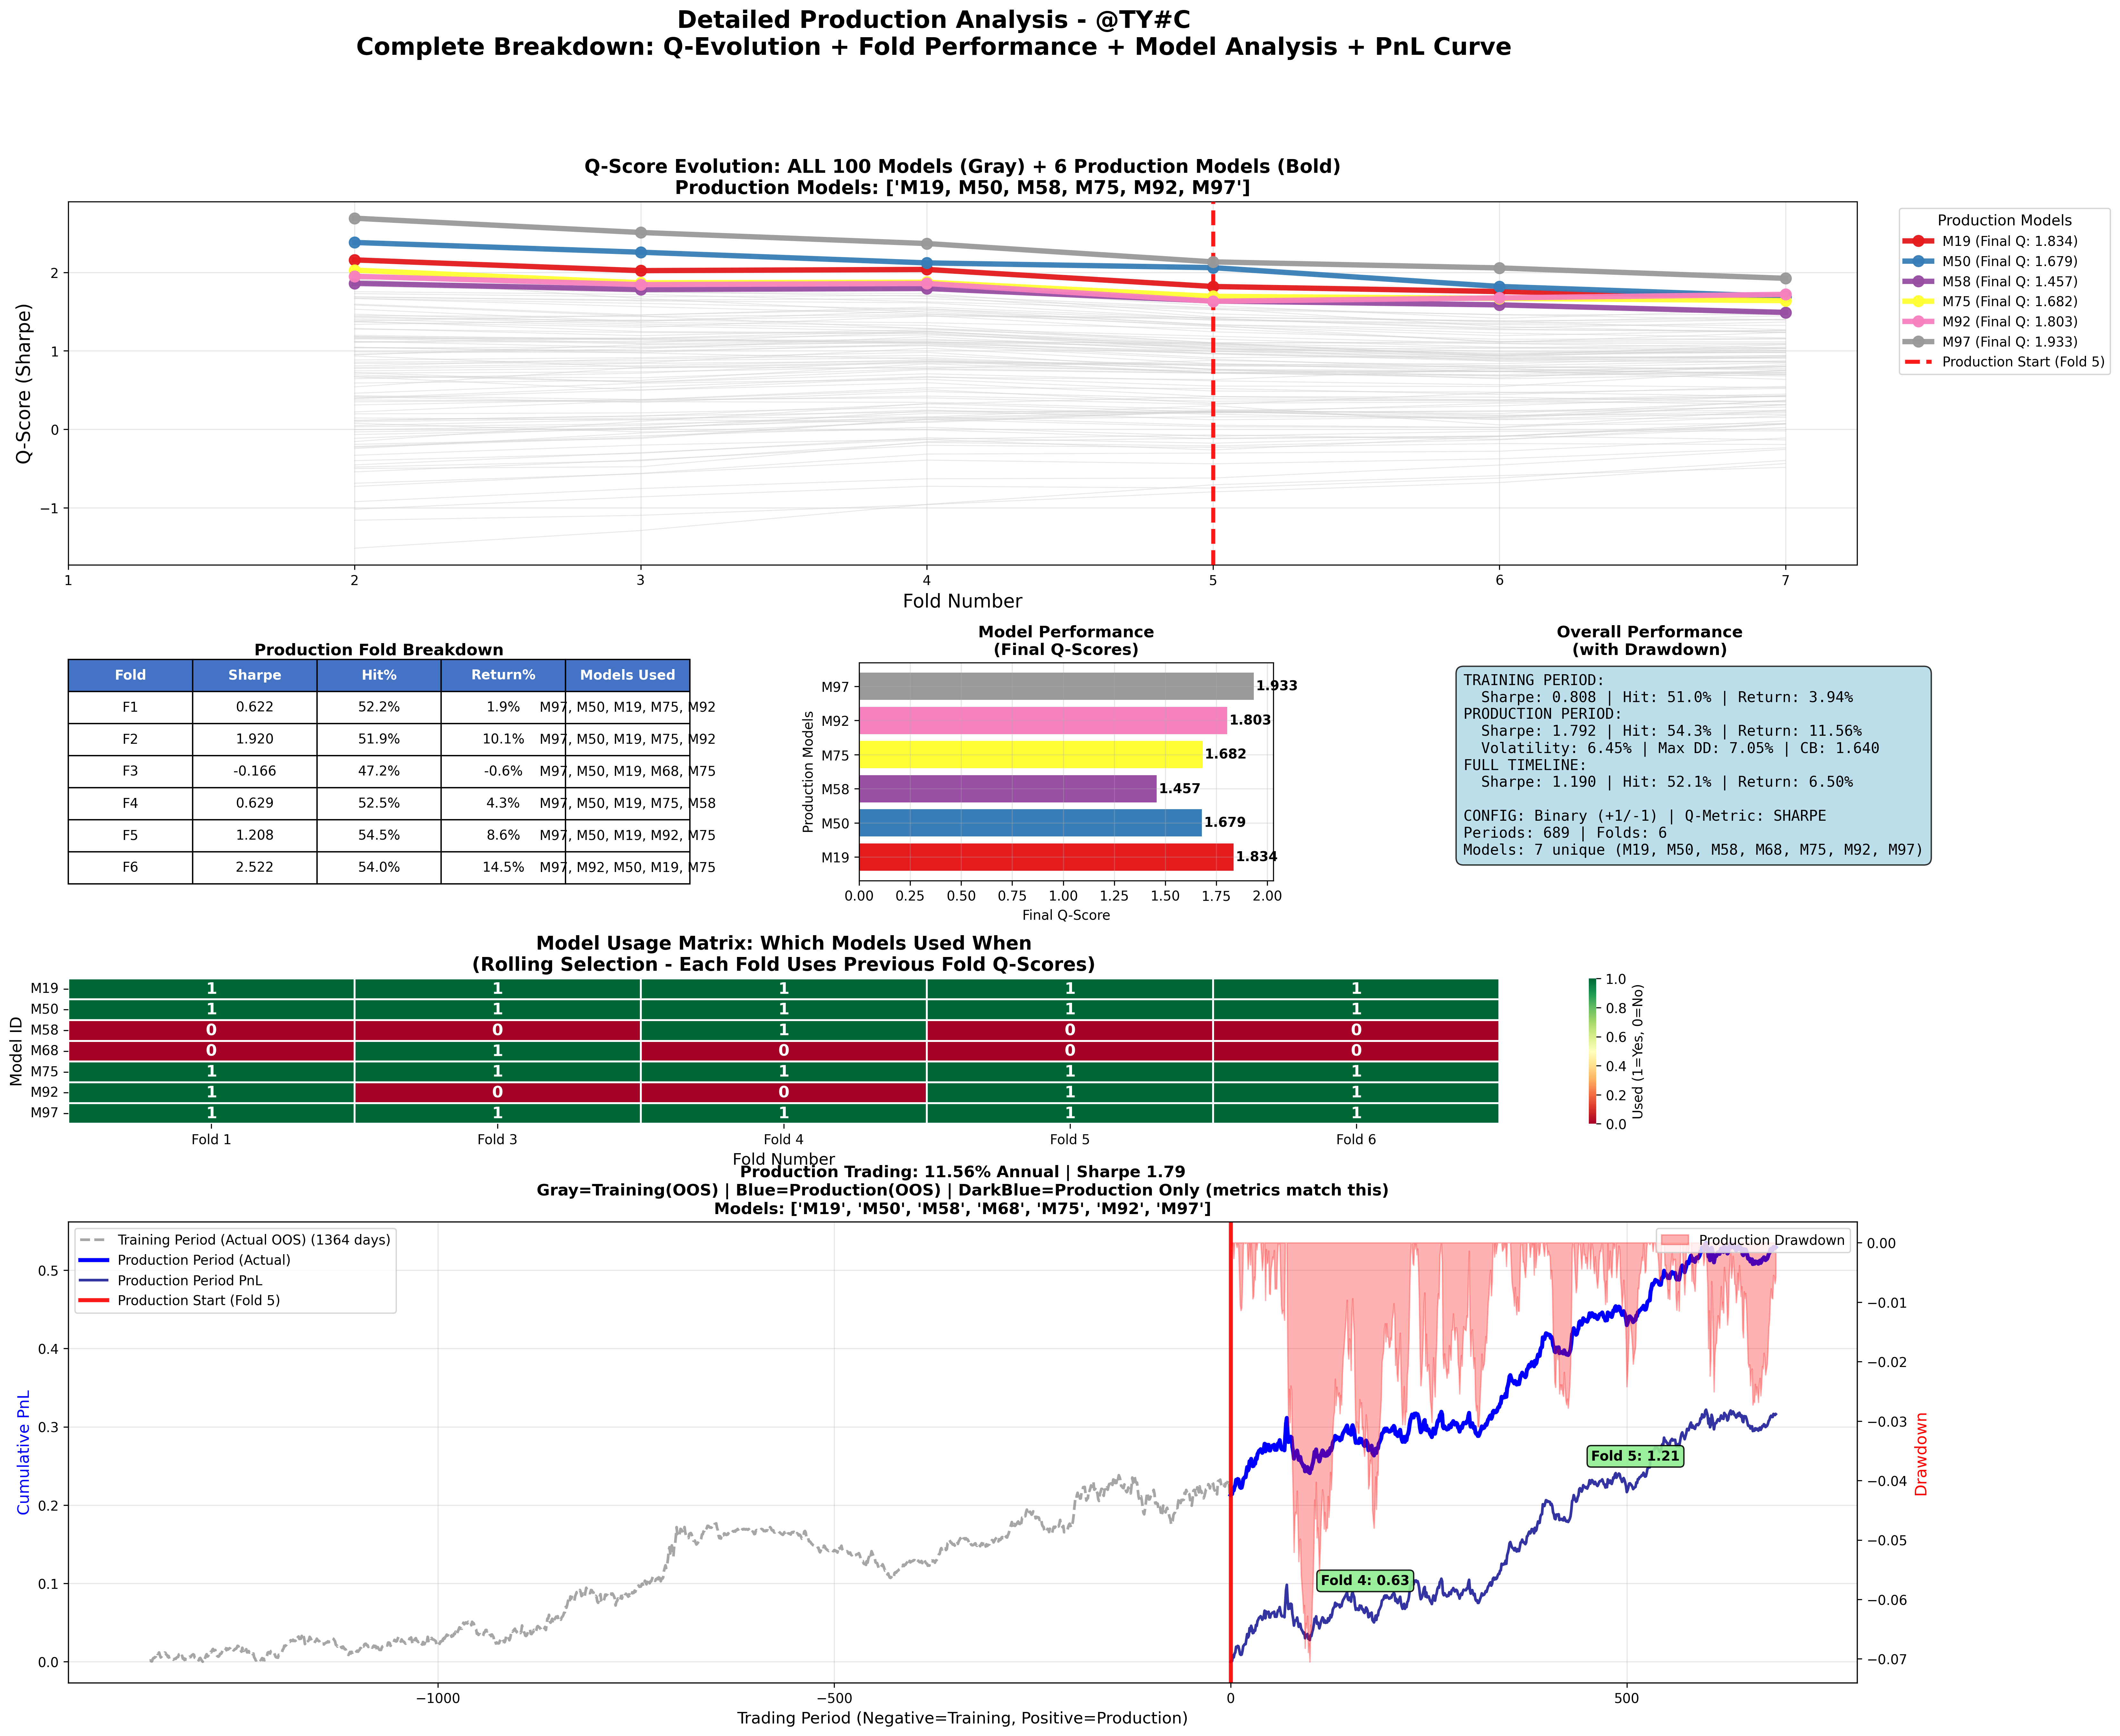 Detailed Production Analysis - @TY#C
Complete Breakdown: Q-Evolution + Fold Performance + Model Analysis + PnL Curve
Q-Score Evolution: ALL 100 Models (Gray) + 6 Production Models (Bold)
Production Models: ['M19, M50, M58, M75, M92, M97']
Q-Score (Sharpe)
2
1
0
−1
1
2
3
4
5
6
7
Fold Number
Production Models
M19 (Final Q: 1.834)
M50 (Final Q: 1.679)
M58 (Final Q: 1.457)
M75 (Final Q: 1.682)
M92 (Final Q: 1.803)
M97 (Final Q: 1.933)
Production Start (Fold 5)
Production Fold Breakdown
Fold Sharpe Hit% Return% Models Used
F1 0.622 52.2% 1.9% M97, M50, M19, M75, M92
F2 1.920 51.9% 10.1% M97, M50, M19, M75, M92
F3 -0.166 47.2% -0.6% M97, M50, M19, M68, M75
F4 0.629 52.5% 4.3% M97, M50, M19, M75, M58
F5 1.208 54.5% 8.6% M97, M50, M19, M92, M75
F6 2.522 54.0% 14.5% M97, M92, M50, M19, M75
Model Performance
(Final Q-Scores)
Production Models
M97 1.933
M92 1.803
M75 1.682
M58 1.457
M50 1.679
M19 1.834
0.00 0.25 0.50 0.75 1.00 1.25 1.50 1.75 2.00
Final Q-Score
Overall Performance
(with Drawdown)
TRAINING PERIOD:
Sharpe: 0.808 | Hit: 51.0% | Return: 3.94%
PRODUCTION PERIOD:
Sharpe: 1.792 | Hit: 54.3% | Return: 11.56%
Volatility: 6.45% | Max DD: 7.05% | CB: 1.640
FULL TIMELINE:
Sharpe: 1.190 | Hit: 52.1% | Return: 6.50%
CONFIG: Binary (+1/-1) | Q-Metric: SHARPE
Periods: 689 | Folds: 6
Models: 7 unique (M19, M50, M58, M68, M75, M92, M97)
Model Usage Matrix: Which Models Used When
(Rolling Selection - Each Fold Uses Previous Fold Q-Scores)
Model ID
M19 1 1 1 1 1
M50 1 1 1 1 1
M58 0 0 1 0 0
M68 0 1 0 0 0
M75 1 1 1 1 1
M92 1 0 0 1 1
M97 1 1 1 1 1
Fold 1 Fold 3 Fold 4 Fold 5 Fold 6
Fold Number
1.0
0.8
0.6
0.4
0.2
0.0
Used (1=Yes, 0=No)
Production Trading: 11.56% Annual | Sharpe 1.79
Gray=Training(OOS) | Blue=Production(OOS) | DarkBlue=Production Only (metrics match this)
Models: ['M19', 'M50', 'M58', 'M68', 'M75', 'M92', 'M97']
Training Period (Actual OOS) (1364 days)
Production Period (Actual)
Production Period PnL
Production Start (Fold 5)
Production Drawdown
Cumulative PnL
0.5
0.4
0.3
0.2
0.1
0.0
Fold 5: 1.21
Fold 4: 0.63
0.00
−0.01
−0.02
−0.03
−0.04
−0.05
−0.06
−0.07
Drawdown
−1000 −500 0 500
Trading Period (Negative=Training, Positive=Production)